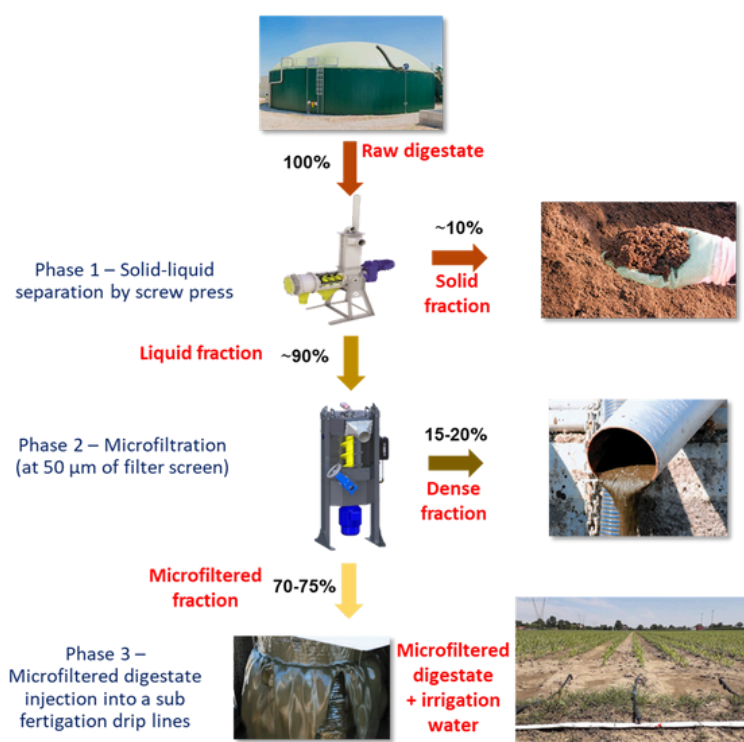 100%
Raw digestate
~10%
Phase 1 – Solid-liquid
separation by screw press
Solid
fraction
Liquid fraction
~90%
Phase 2 – Microfiltration
(at 50 µm of filter screen)
15-20%
Dense
fraction
Microfiltered
fraction
70-75%
Phase 3 –
Microfiltered digestate
injection into a sub
fertigation drip lines
Microfiltered
digestate
+ irrigation
water